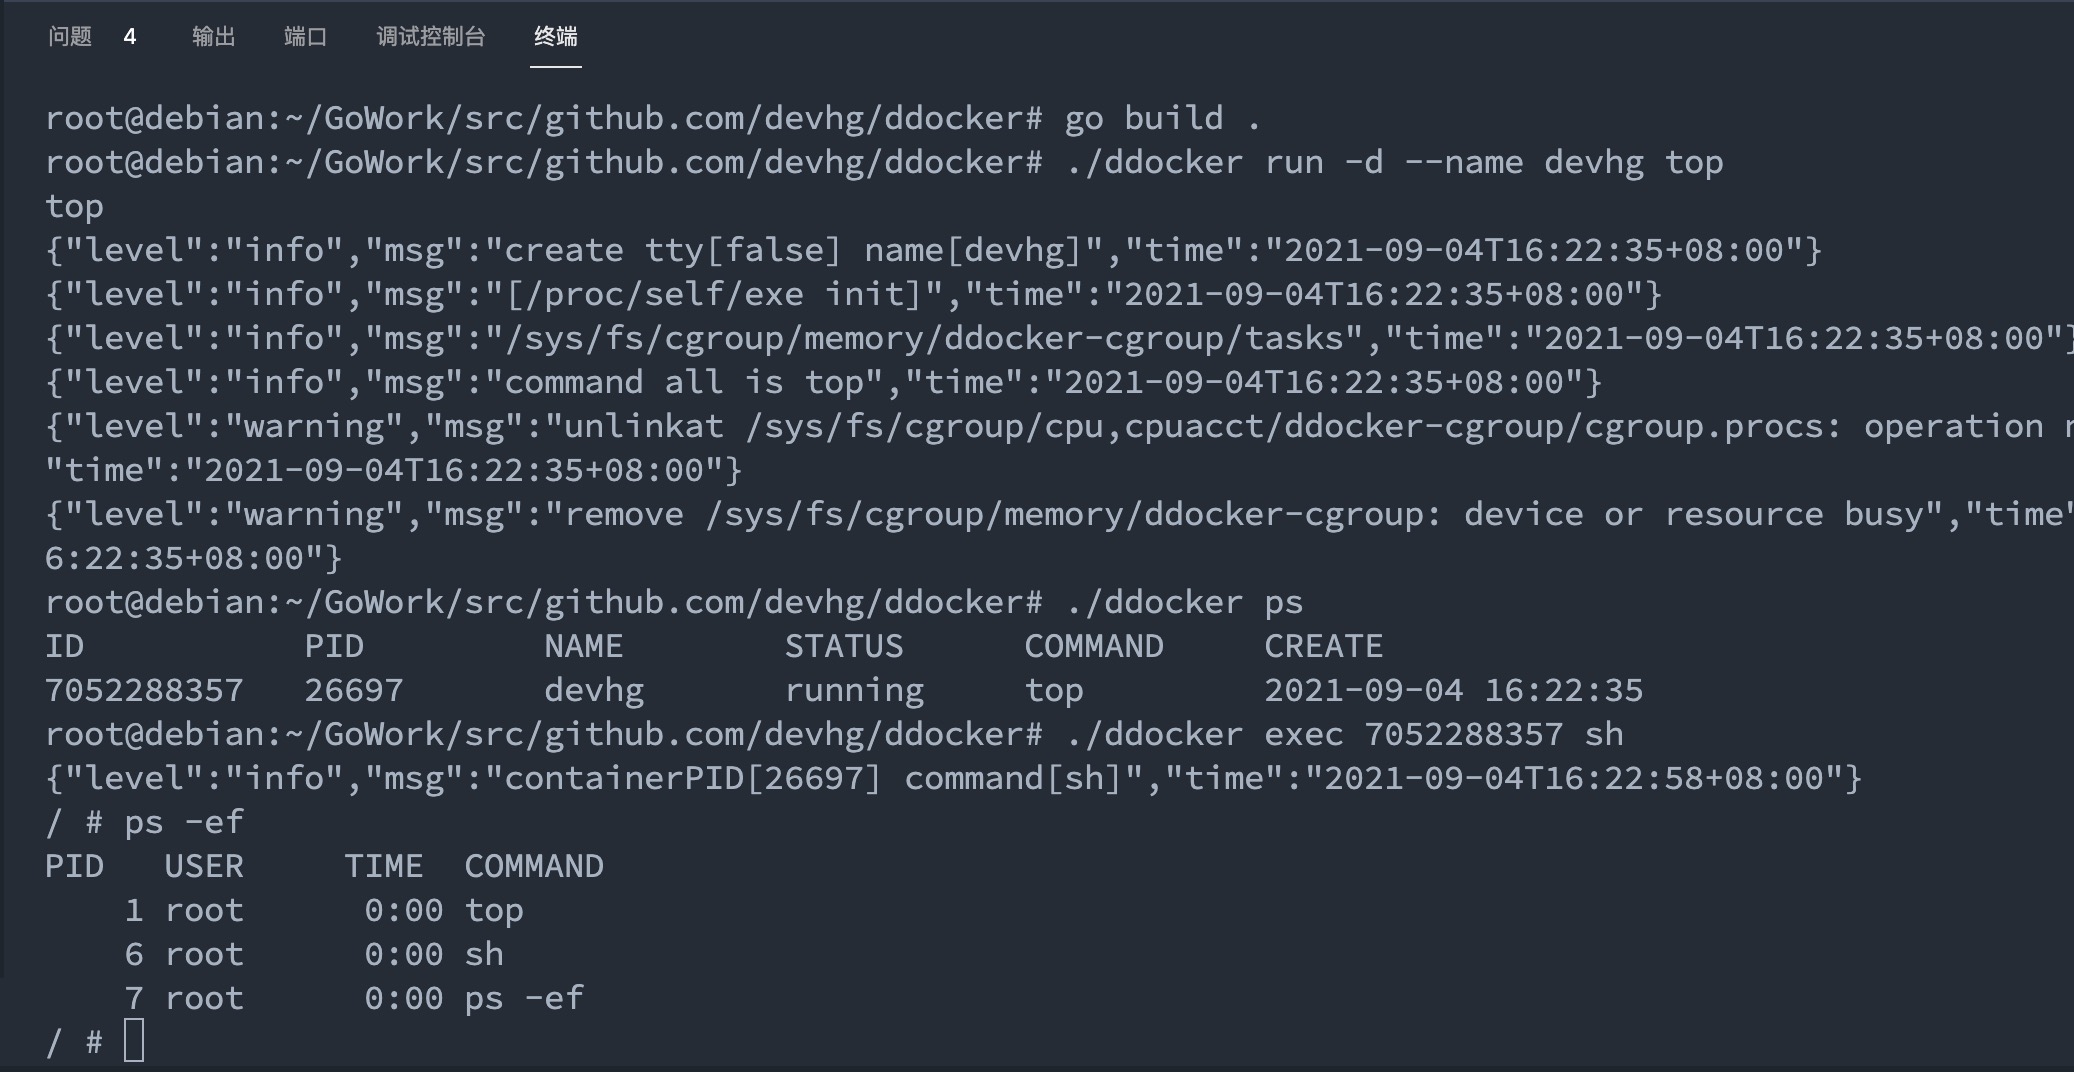 问题 4 输出 端口 调试控制台 终端
root@debian:~/GoWork/src/github.com/devhg/ddocker# go build .
root@debian:~/GoWork/src/github.com/devhg/ddocker# ./ddocker run -d --name devhg top
top
{"level":"info","msg":"create tty[false] name[devhg]","time":"2021-09-04T16:22:35+08:00"}
{"level":"info","msg":"[/proc/self/exe init]","time":"2021-09-04T16:22:35+08:00"}
{"level":"info","msg":"/sys/fs/cgroup/memory/ddocker-cgroup/tasks","time":"2021-09-04T16:22:35+08:00"}
{"level":"info","msg":"command all is top","time":"2021-09-04T16:22:35+08:00"}
{"level":"warning","msg":"unlinkat /sys/fs/cgroup/cpu,cpuacct/ddocker-cgroup/cgroup.procs: operation
"time":"2021-09-04T16:22:35+08:00"}
{"level":"warning","msg":"remove /sys/fs/cgroup/memory/ddocker-cgroup: device or resource busy","time"
6:22:35+08:00"}
root@debian:~/GoWork/src/github.com/devhg/ddocker# ./ddocker ps
ID PID NAME STATUS COMMAND CREATE
7052288357 26697 devhg running top 2021-09-04 16:22:35
root@debian:~/GoWork/src/github.com/devhg/ddocker# ./ddocker exec 7052288357 sh
{"level":"info","msg":"containerPID[26697] command[sh]","time":"2021-09-04T16:22:58+08:00"}
/ # ps -ef
PID USER TIME COMMAND
1 root 0:00 top
6 root 0:00 sh
7 root 0:00 ps -ef
/ #